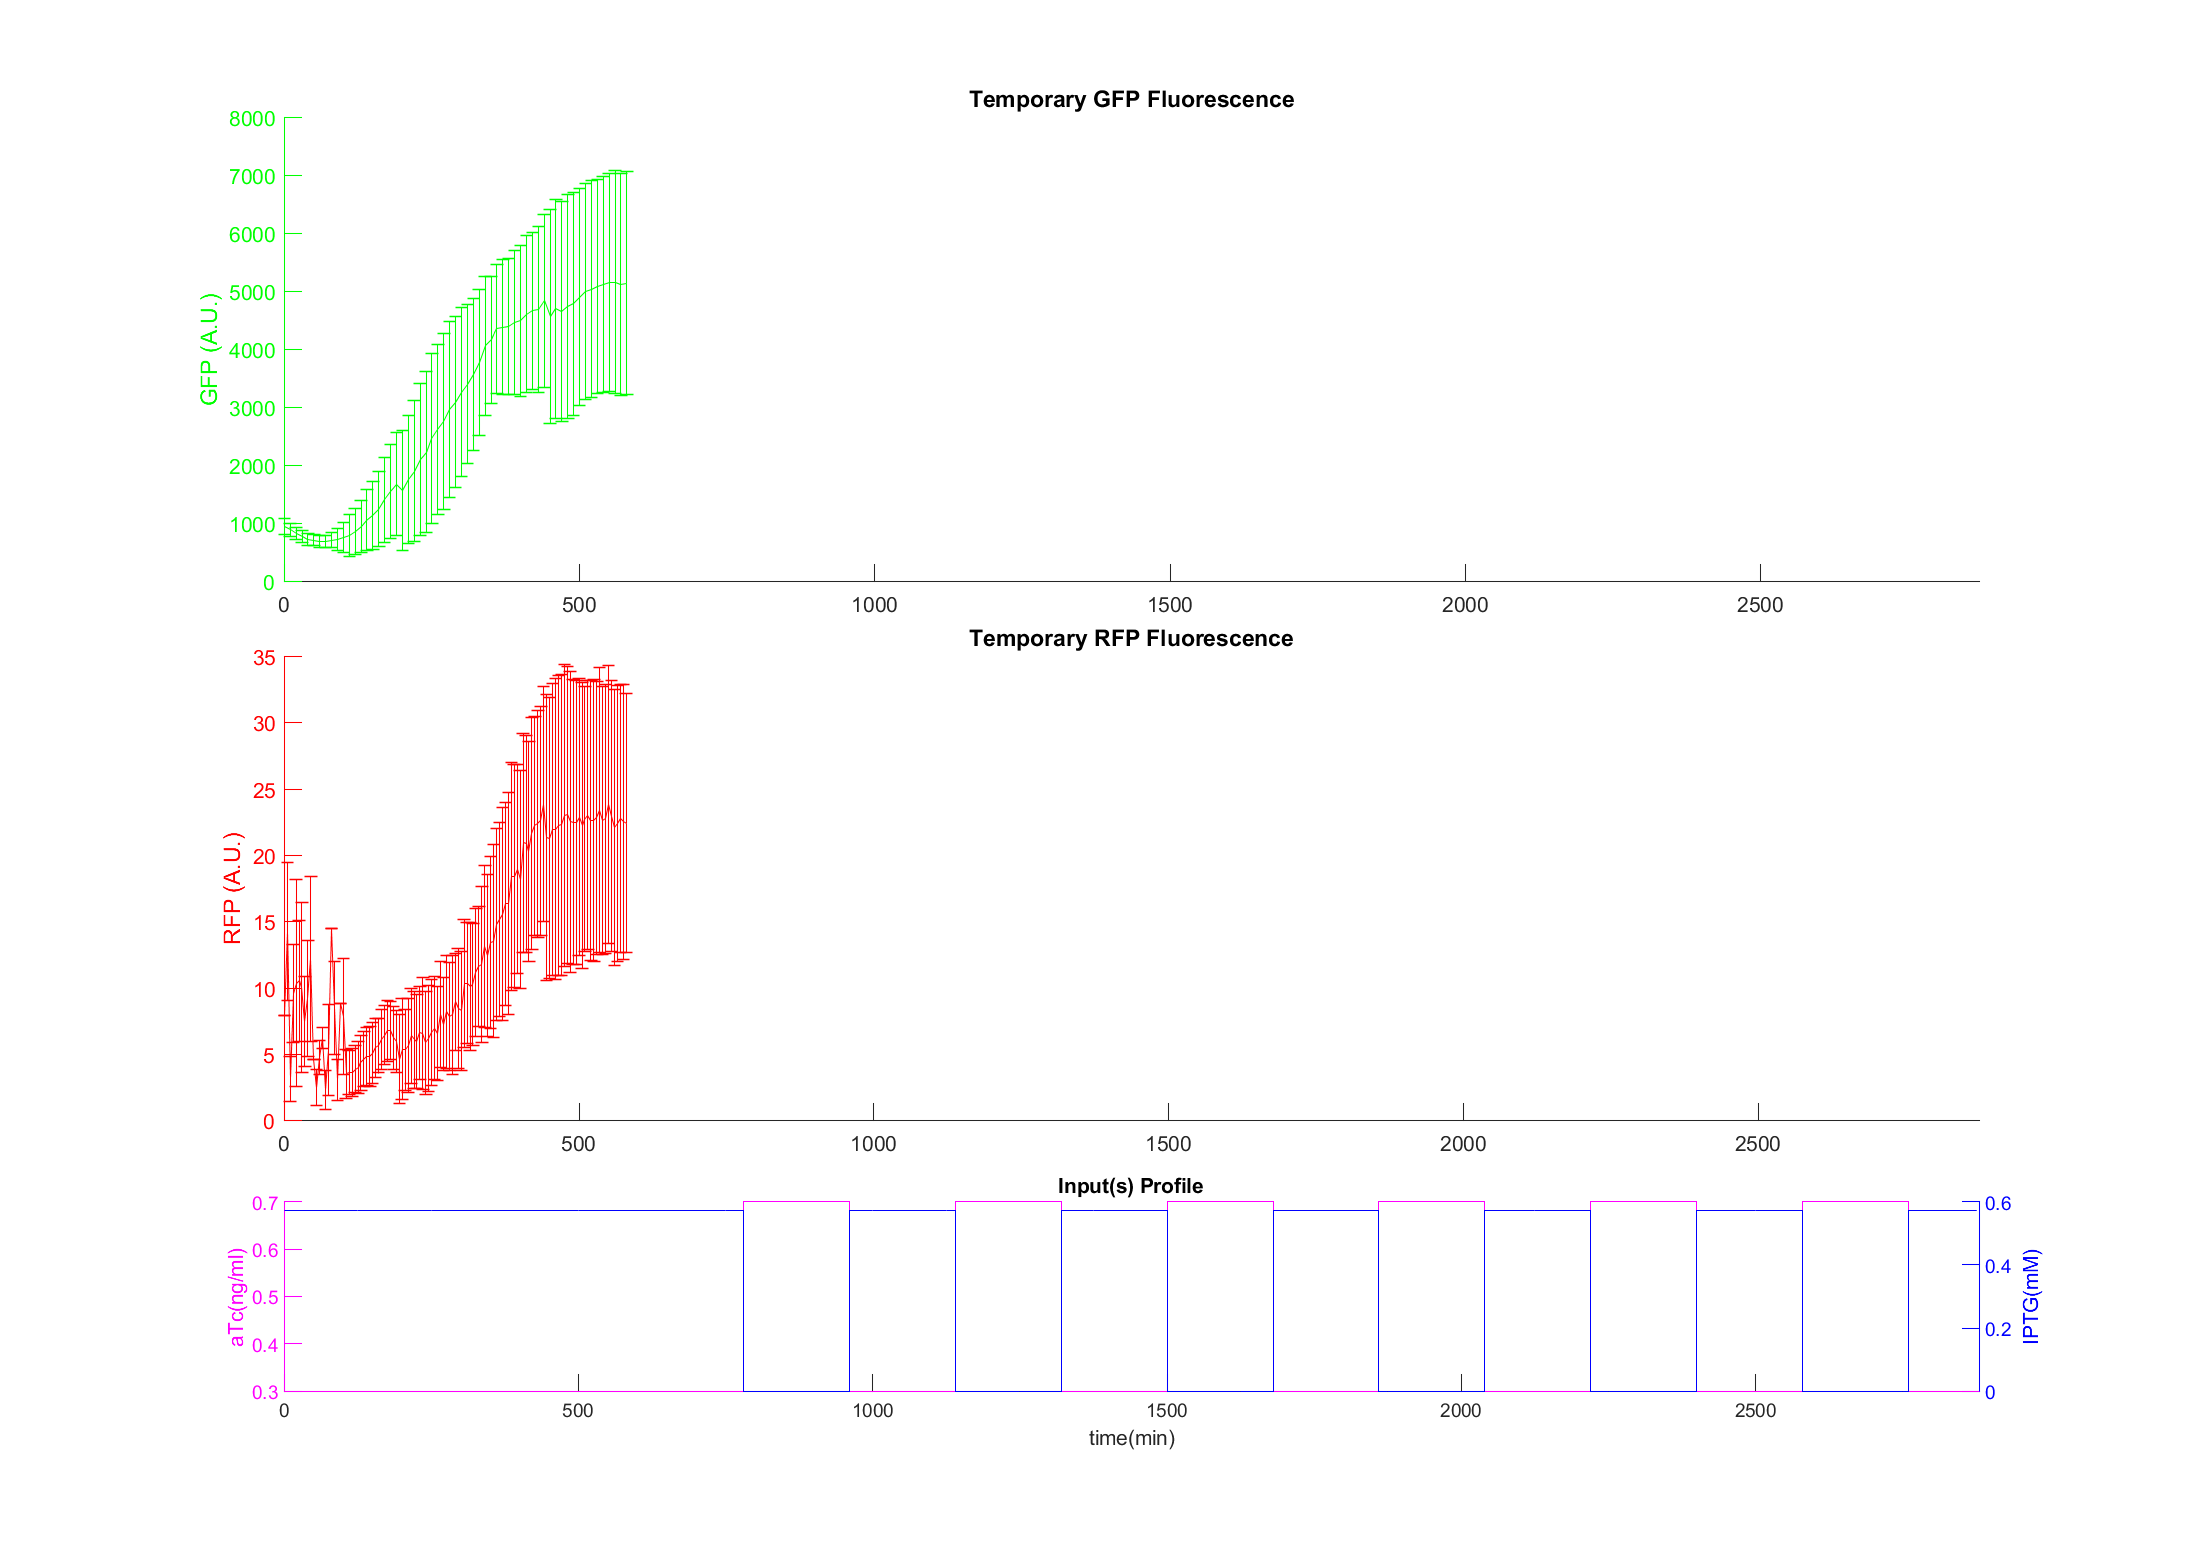 Temporary GFP Fluorescence
8000
7000
6000
5000
4000
3000
2000
1000
0
GFP (A.U.)
0 500 1000 1500 2000 2500
Temporary RFP Fluorescence
35
30
25
20
15
10
5
0
RFP (A.U.)
0 500 1000 1500 2000 2500
Input(s) Profile
0.7
0.6
0.5
0.4
0.3
aTc(ng/ml)
0.6
0.4
0.2
0
IPTG(mM)
0 500 1000 1500 2000 2500
time(min)